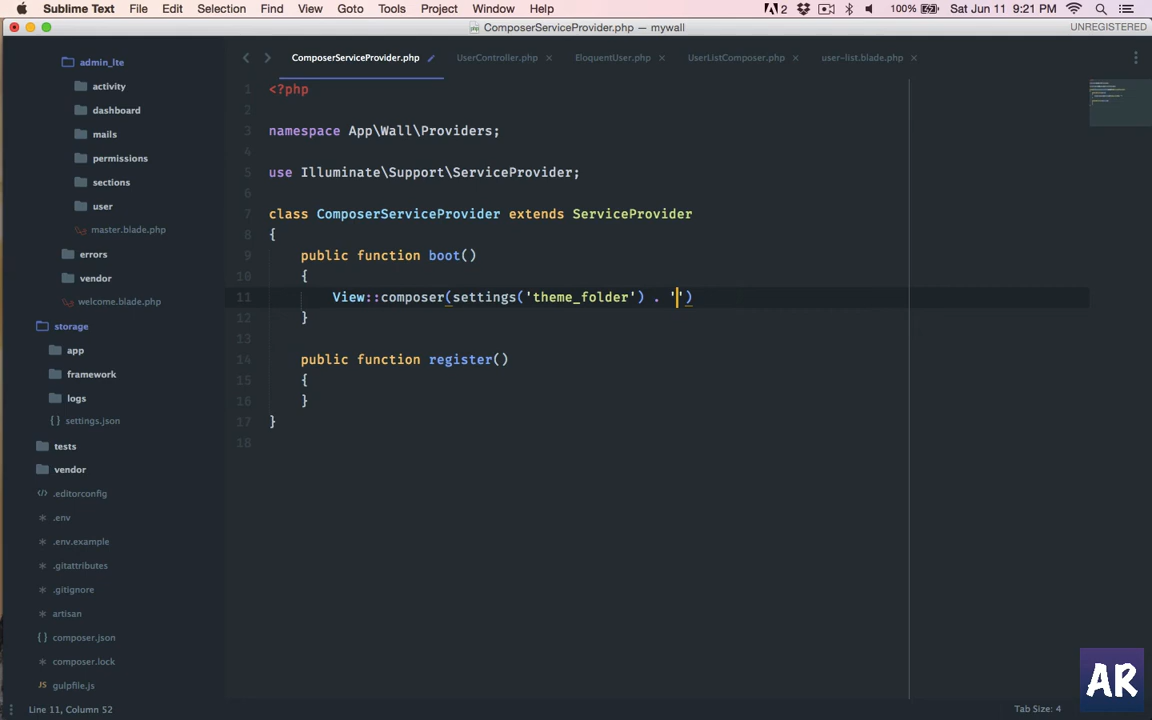 Sublime Text File Edit Selection Find View Goto Tools Project Window Help 2 100% Sat Jun 11 9:21 PM
ComposerServiceProvider.php — mywall UNREGISTERED
ComposerServiceProvider.php UserController.php EloquentUser.php UserListComposer.php user-list.blade.php
admin_lte
activity
dashboard
mails
permissions
sections
user
master.blade.php
errors
vendor
welcome.blade.php
storage
app
framework
logs
settings.json
tests
vendor
.editorconfig
.env
.env.example
.gitattributes
.gitignore
artisan
composer.json
composer.lock
gulpfile.js
1 <?php
2
3 namespace App\Wall\Providers;
4
5 use Illuminate\Support\ServiceProvider;
6
7 class ComposerServiceProvider extends ServiceProvider
8 {
9 public function boot()
10 {
11 View::composer(settings('theme_folder') . '')
12 }
13
14 public function register()
15 {
16 }
17 }
18
AR
Line 11, Column 52 Tab Size: 4